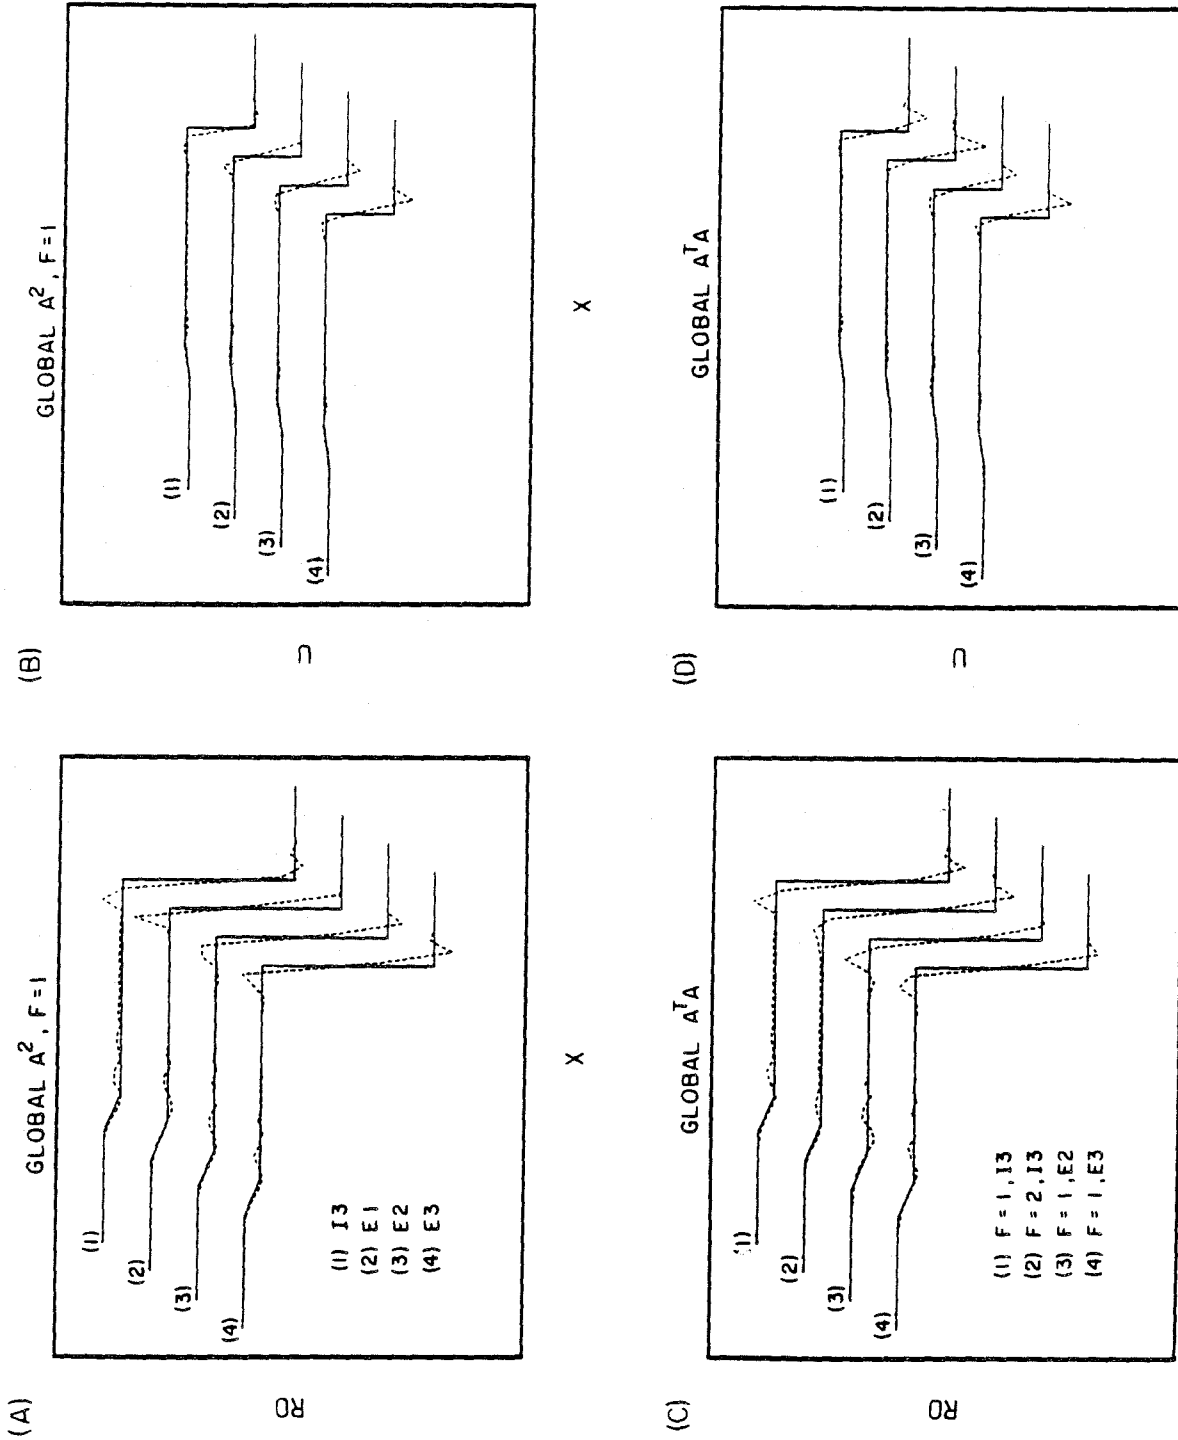 (A)
GLOBAL A², F=1
RO
(1)
(2)
(3)
(4)
(1) I3
(2) E1
(3) E2
(4) E3
X
(B)
GLOBAL A², F=1
U
(1)
(2)
(3)
(4)
X
(C)
GLOBAL AᵀA
RO
(1)
(2)
(3)
(4)
(1) F=1, I3
(2) F=2, I3
(3) F=1, E2
(4) F=1, E3
(D)
GLOBAL AᵀA
U
(1)
(2)
(3)
(4)